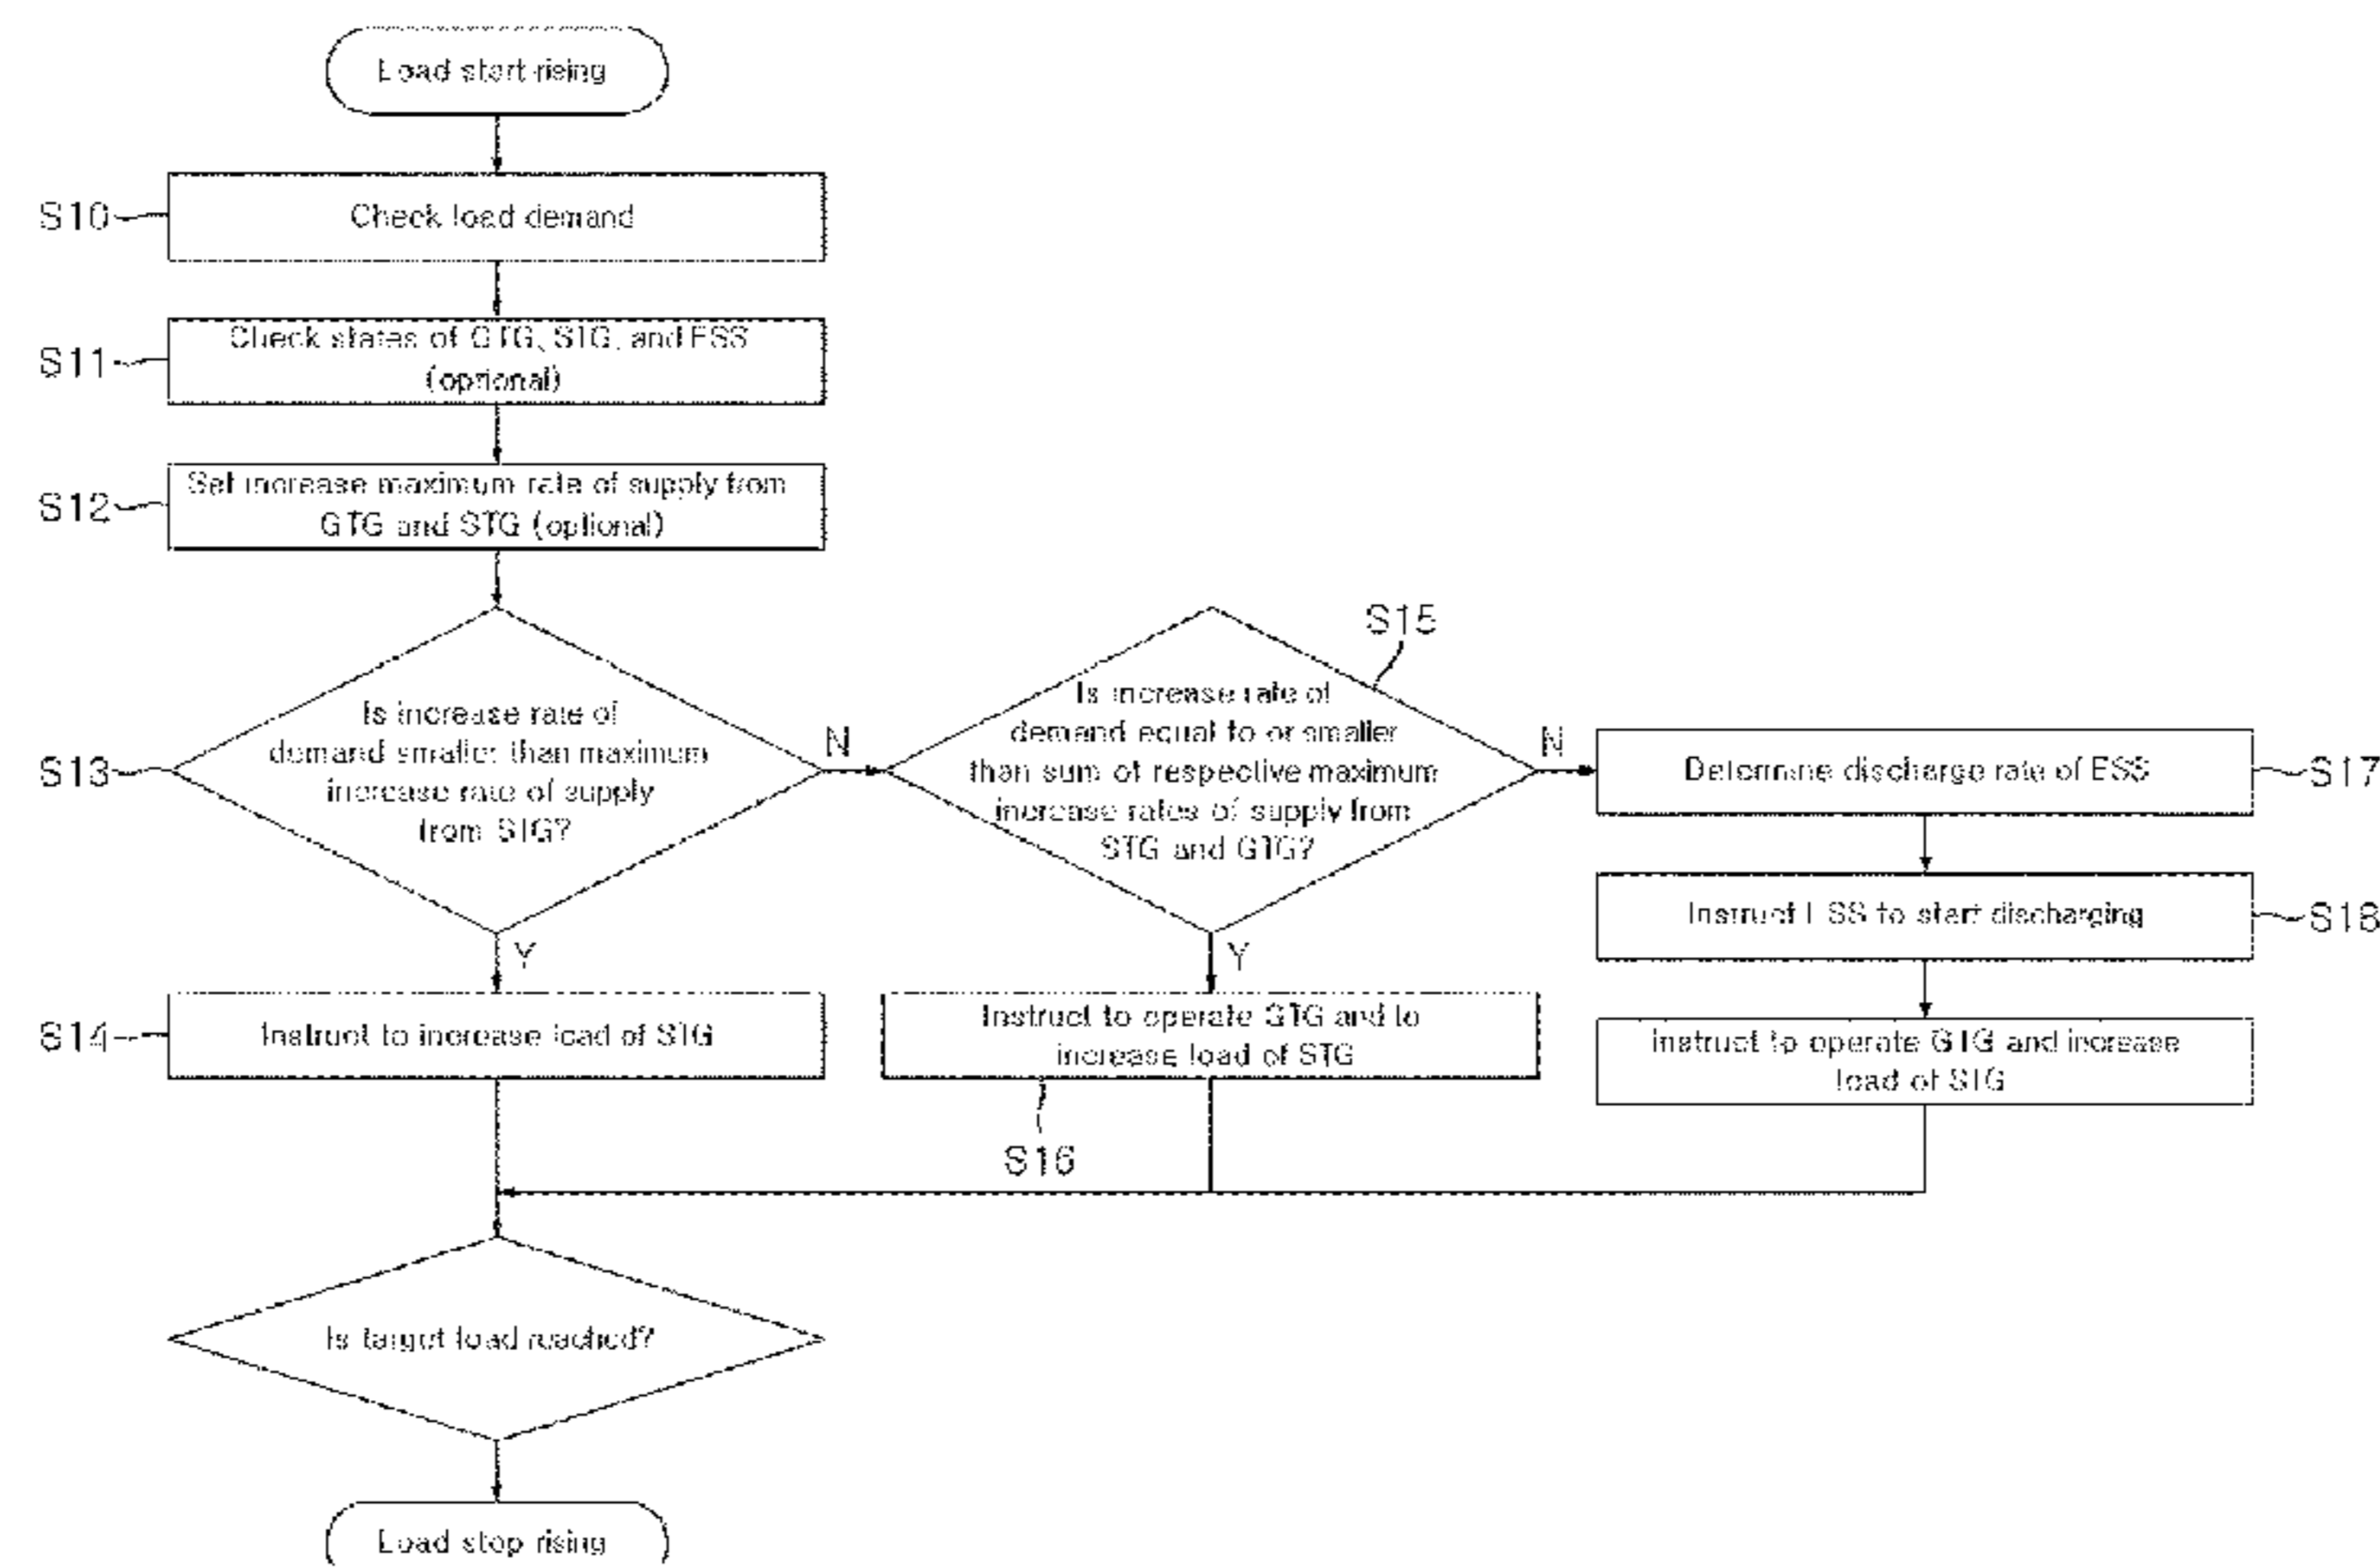 Load start rising
S10
Check load demand
S11
Check states of GTG, STG, and ESS
(optional)
S12
Set increase maximum rate of supply from
GTG and STG (optional)
S13
Is increase rate of
demand smaller than maximum
increase rate of supply
from STG?
N
Y
S15
Is increase rate of
demand equal to or smaller
than sum of respective maximum
increase rates of supply from
STG and GTG?
N
Y
Determine discharge rate of ESS
S17
Instruct ESS to start discharging
S18
S14
Instruct to increase load of STG
Instruct to operate GTG and to
increase load of STG
S16
Instruct to operate GTG and increase
load of STG
Is target load reached?
Load stop rising